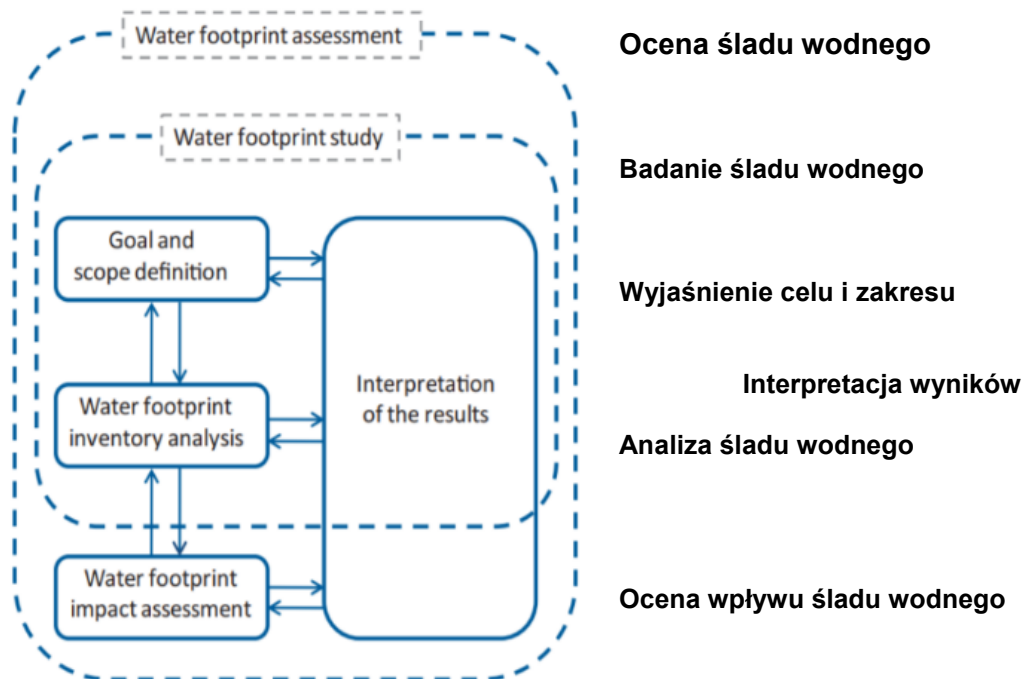 Water footprint assessment
Ocena śladu wodnego
Water footprint study
Badanie śladu wodnego
Goal and
scope definition
Wyjaśnienie celu i zakresu
Interpretation
of the results
Interpretacja wyników
Water footprint
inventory analysis
Analiza śladu wodnego
Water footprint
impact assessment
Ocena wpływu śladu wodnego